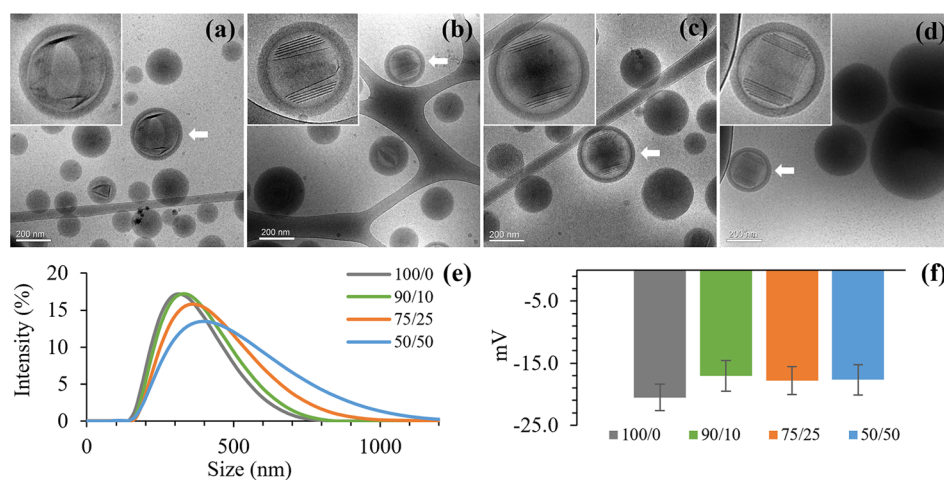 (a)
(b)
(c)
(d)
200 nm
200 nm
200 nm
200 nm
(e)
20
15
10
5
0
Intensity (%)
0
500
1000
Size (nm)
100/0
90/10
75/25
50/50
(f)
-5.0
-15.0
-25.0
mV
100/0
90/10
75/25
50/50